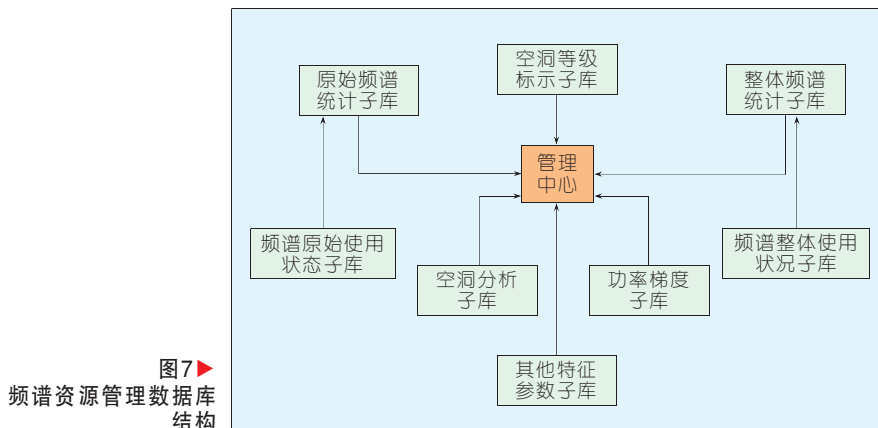 空洞等级
标示子库
原始频谱
统计子库
整体频谱
统计子库
管理
中心
频谱原始使用
状态子库
频谱整体使用
状况子库
空洞分析
子库
功率梯度
子库
其他特征
参数子库
图7▶
频谱资源管理数据库
结构